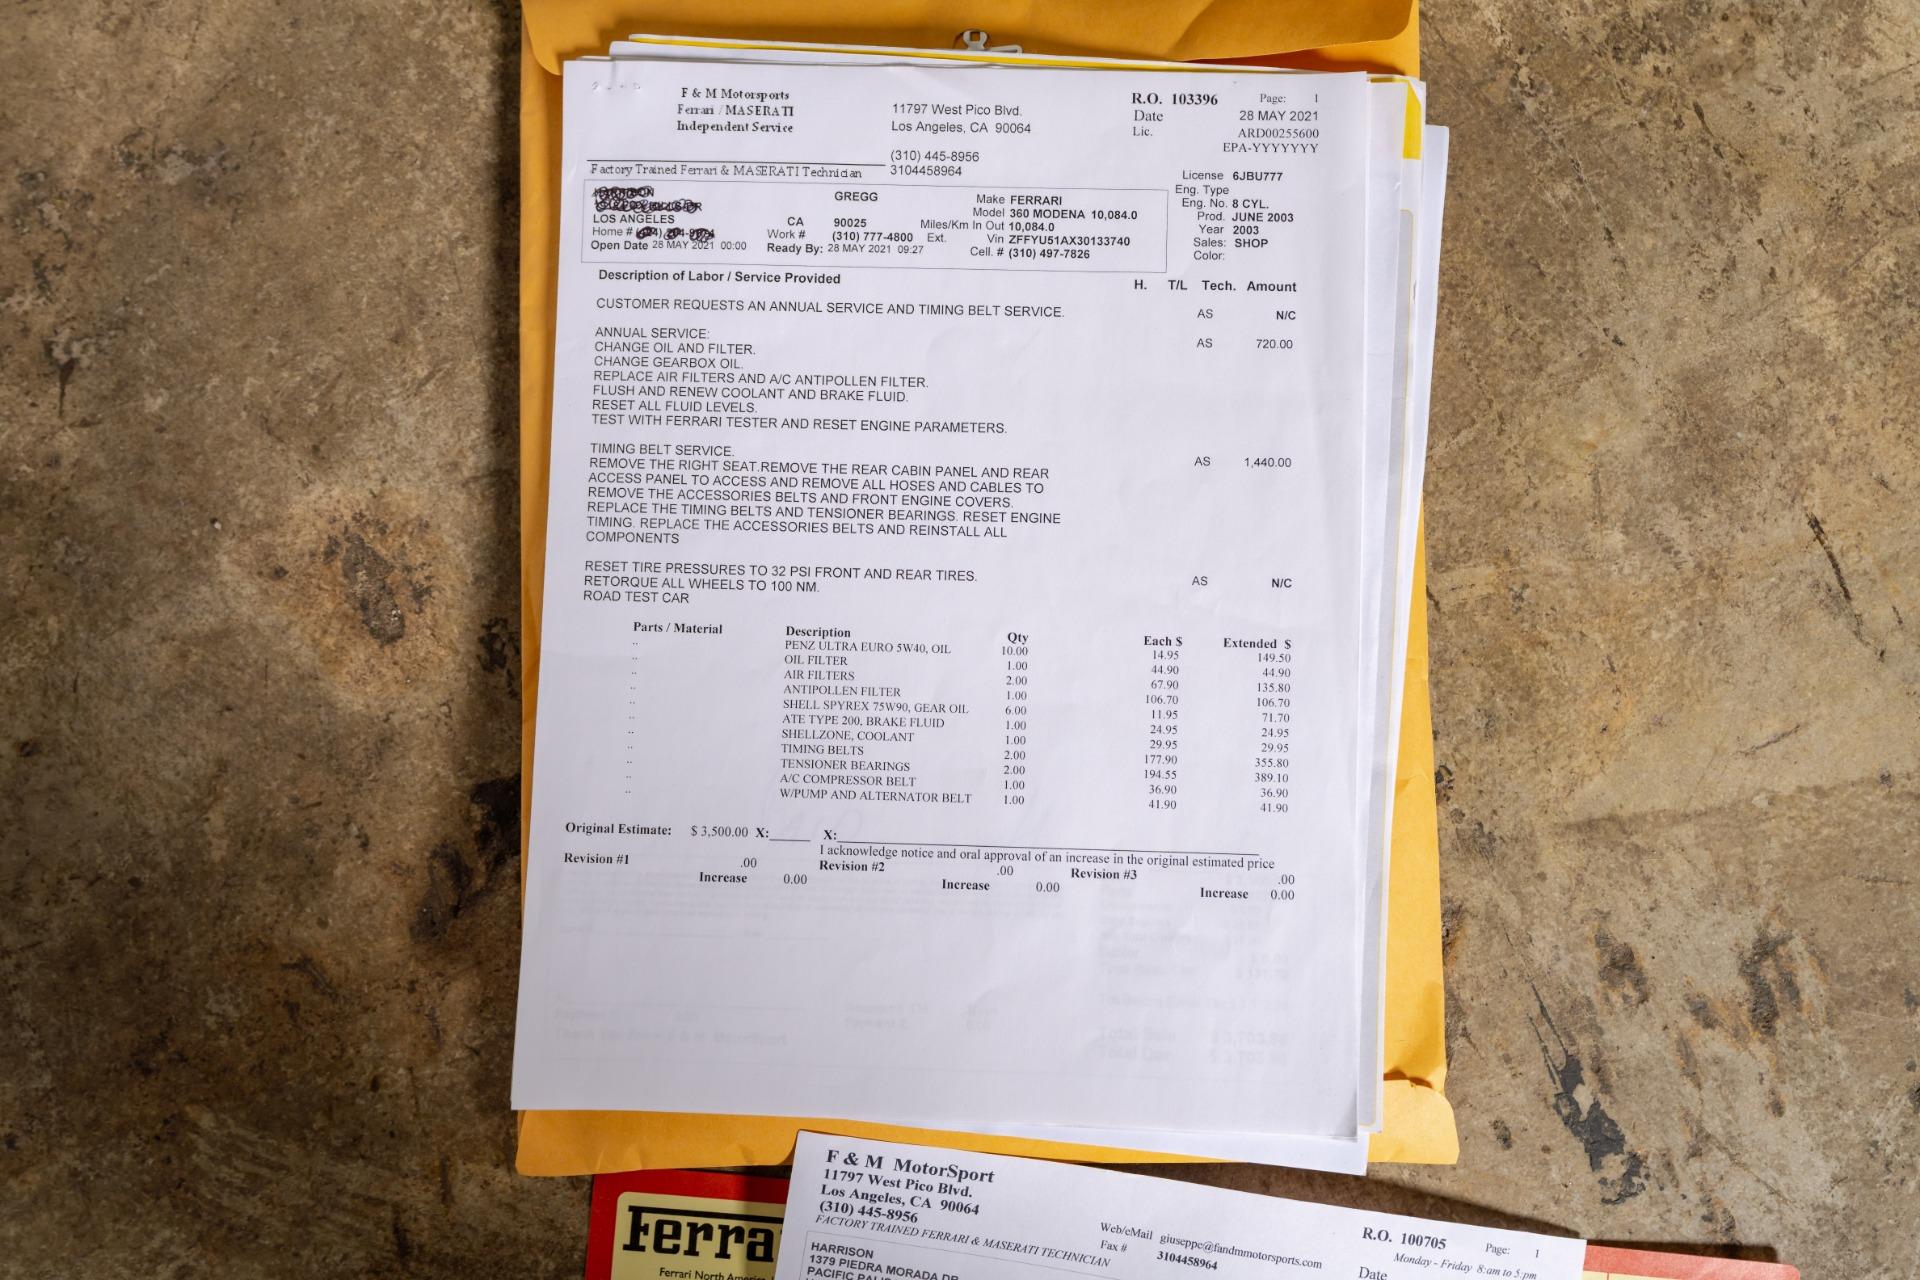 F & M Motorsports
Ferrari / MASERATI
Independent Service
11797 West Pico Blvd.
Los Angeles, CA 90064
(310) 445-8956
3104458964
R.O. 103396 Page: 1
Date 28 MAY 2021
Lic. ARD00255600
EPA-YYYYYYY
Factory Trained Ferrari & MASERATI Technician
GREGG
LOS ANGELES CA 90025
Home # Work # (310) 777-4800 Ext.
Open Date 28 MAY 2021 00:00 Ready By: 28 MAY 2021 09:27
Make FERRARI
Model 360 MODENA 10,084.0
Miles/Km In Out 10,084.0
Vin ZFFYU51AX30133740
Cell. # (310) 497-7826
License 6JBU777
Eng. Type
Eng. No. 8 CYL.
Prod. JUNE 2003
Year 2003
Sales: SHOP
Color:
Description of Labor / Service Provided H. T/L Tech. Amount
CUSTOMER REQUESTS AN ANNUAL SERVICE AND TIMING BELT SERVICE. AS N/C
ANNUAL SERVICE: AS 720.00
CHANGE OIL AND FILTER.
CHANGE GEARBOX OIL.
REPLACE AIR FILTERS AND A/C ANTIPOLLEN FILTER.
FLUSH AND RENEW COOLANT AND BRAKE FLUID.
RESET ALL FLUID LEVELS.
TEST WITH FERRARI TESTER AND RESET ENGINE PARAMETERS.
TIMING BELT SERVICE. AS 1,440.00
REMOVE THE RIGHT SEAT.REMOVE THE REAR CABIN PANEL AND REAR
ACCESS PANEL TO ACCESS AND REMOVE ALL HOSES AND CABLES TO
REMOVE THE ACCESSORIES BELTS AND FRONT ENGINE COVERS.
REPLACE THE TIMING BELTS AND TENSIONER BEARINGS. RESET ENGINE
TIMING. REPLACE THE ACCESSORIES BELTS AND REINSTALL ALL
COMPONENTS
RESET TIRE PRESSURES TO 32 PSI FRONT AND REAR TIRES. AS N/C
RETORQUE ALL WHEELS TO 100 NM.
ROAD TEST CAR
Parts / Material Description Qty Each $ Extended $
PENZ ULTRA EURO 5W40, OIL 10.00 14.95 149.50
OIL FILTER 1.00 44.90 44.90
AIR FILTERS 2.00 67.90 135.80
ANTIPOLLEN FILTER 1.00 106.70 106.70
SHELL SPYREX 75W90, GEAR OIL 6.00 11.95 71.70
ATE TYPE 200, BRAKE FLUID 1.00 24.95 24.95
SHELLZONE, COOLANT 1.00 29.95 29.95
TIMING BELTS 2.00 177.90 355.80
TENSIONER BEARINGS 2.00 194.55 389.10
A/C COMPRESSOR BELT 1.00 36.90 36.90
W/PUMP AND ALTERNATOR BELT 1.00 41.90 41.90
Original Estimate: $ 3,500.00 X: X:
I acknowledge notice and oral approval of an increase in the original estimated price
Revision #1 .00 Revision #2 .00 Revision #3 .00
Increase 0.00 Increase 0.00 Increase 0.00
F & M MotorSport
11797 West Pico Blvd.
Los Angeles, CA 90064
(310) 445-8956
FACTORY TRAINED FERRARI & MASERATI TECHNICIAN
Web/eMail giuseppe@fandmmotorsports.com
Fax # 3104458964
R.O. 100705 Page: 1
Monday - Friday 8:am to 5:pm
Date
HARRISON
1379 PIEDRA MORADA DR
PACIFIC
Ferra
Ferrari North America